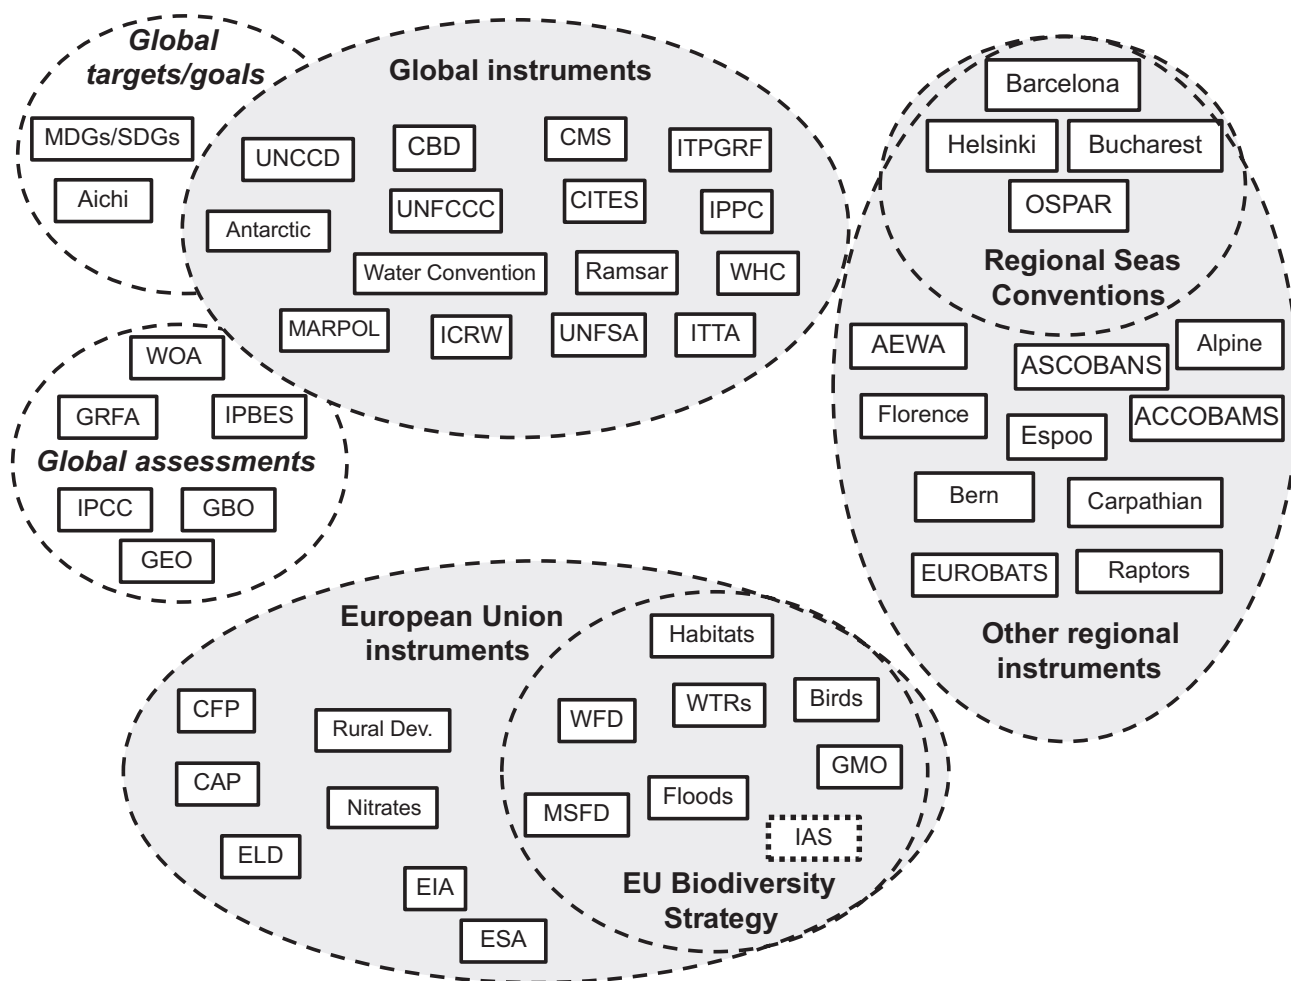 Global
targets/goals
MDGs/SDGs
Aichi
Global instruments
UNCCD
CBD
CMS
ITPGRF
UNFCCC
CITES
IPPC
Antarctic
Water Convention
Ramsar
WHC
MARPOL
ICRW
UNFSA
ITTA
WOA
GRFA
IPBES
Global assessments
IPCC
GBO
GEO
Barcelona
Helsinki
Bucharest
OSPAR
Regional Seas
Conventions
AEWA
ASCOBANS
Alpine
Florence
Espoo
ACCOBAMS
Bern
Carpathian
EUROBATS
Raptors
Other regional
instruments
European Union
instruments
CFP
Rural Dev.
CAP
Nitrates
ELD
EIA
ESA
Habitats
WFD
WTRs
Birds
GMO
MSFD
Floods
IAS
EU Biodiversity
Strategy